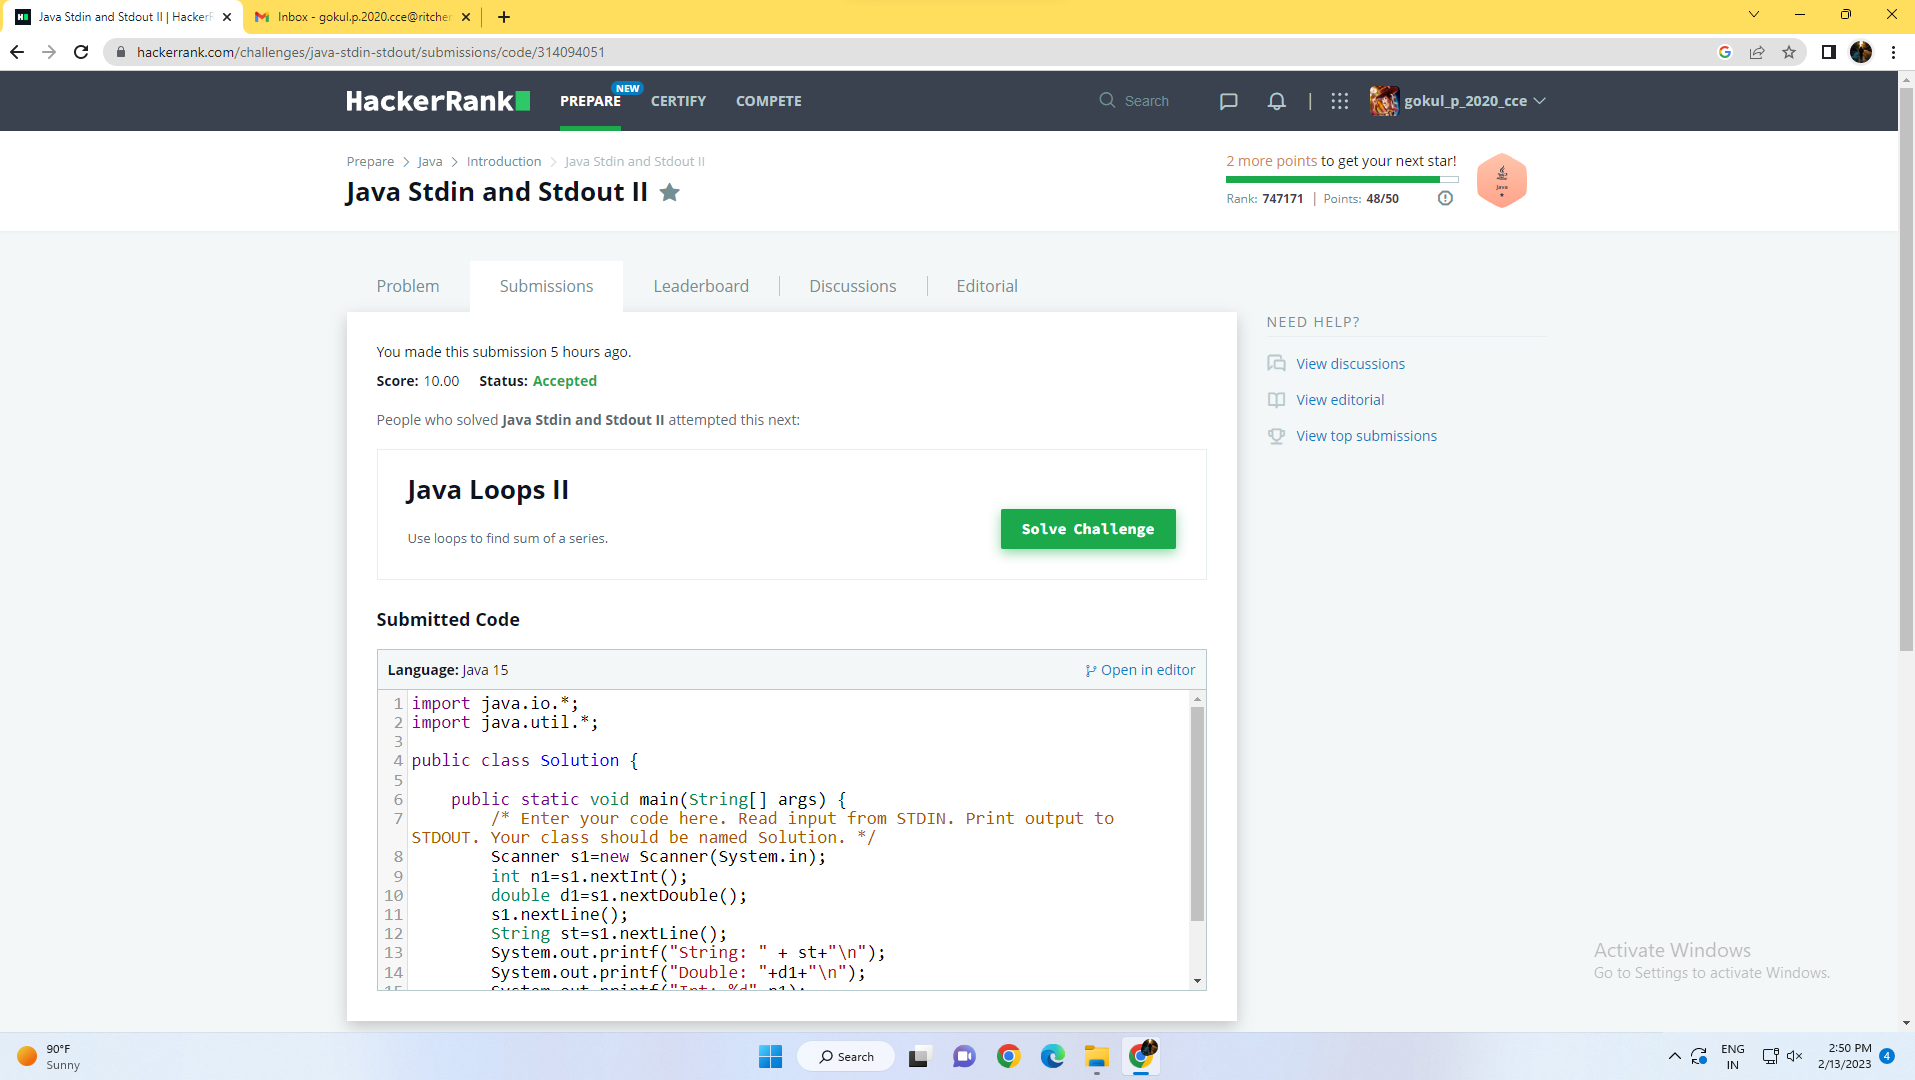 Java Stdin and Stdout II | HackerR
Inbox - gokul.p.2020.cce@ritchen
hackerrank.com/challenges/java-stdin-stdout/submissions/code/314094051
HackerRank
PREPARE
NEW
CERTIFY
COMPETE
Search
gokul_p_2020_cce
Prepare > Java > Introduction > Java Stdin and Stdout II
Java Stdin and Stdout II
2 more points to get your next star!
Rank: 747171 | Points: 48/50
Java
Problem
Submissions
Leaderboard
Discussions
Editorial
You made this submission 5 hours ago.
Score: 10.00 Status: Accepted
People who solved Java Stdin and Stdout II attempted this next:
Java Loops II
Use loops to find sum of a series.
Solve Challenge
NEED HELP?
View discussions
View editorial
View top submissions
Submitted Code
Language: Java 15
Open in editor
1 import java.io.*;
2 import java.util.*;
3
4 public class Solution {
5
6 public static void main(String[] args) {
7 /* Enter your code here. Read input from STDIN. Print output to
STDOUT. Your class should be named Solution. */
8 Scanner s1=new Scanner(System.in);
9 int n1=s1.nextInt();
10 double d1=s1.nextDouble();
11 s1.nextLine();
12 String st=s1.nextLine();
13 System.out.printf("String: " + st+"\n");
14 System.out.printf("Double: "+d1+"\n");
15 System.out.printf("Int: %d",n1);
Activate Windows
Go to Settings to activate Windows.
90°F
Sunny
Search
ENG
IN
2:50 PM
2/13/2023
4